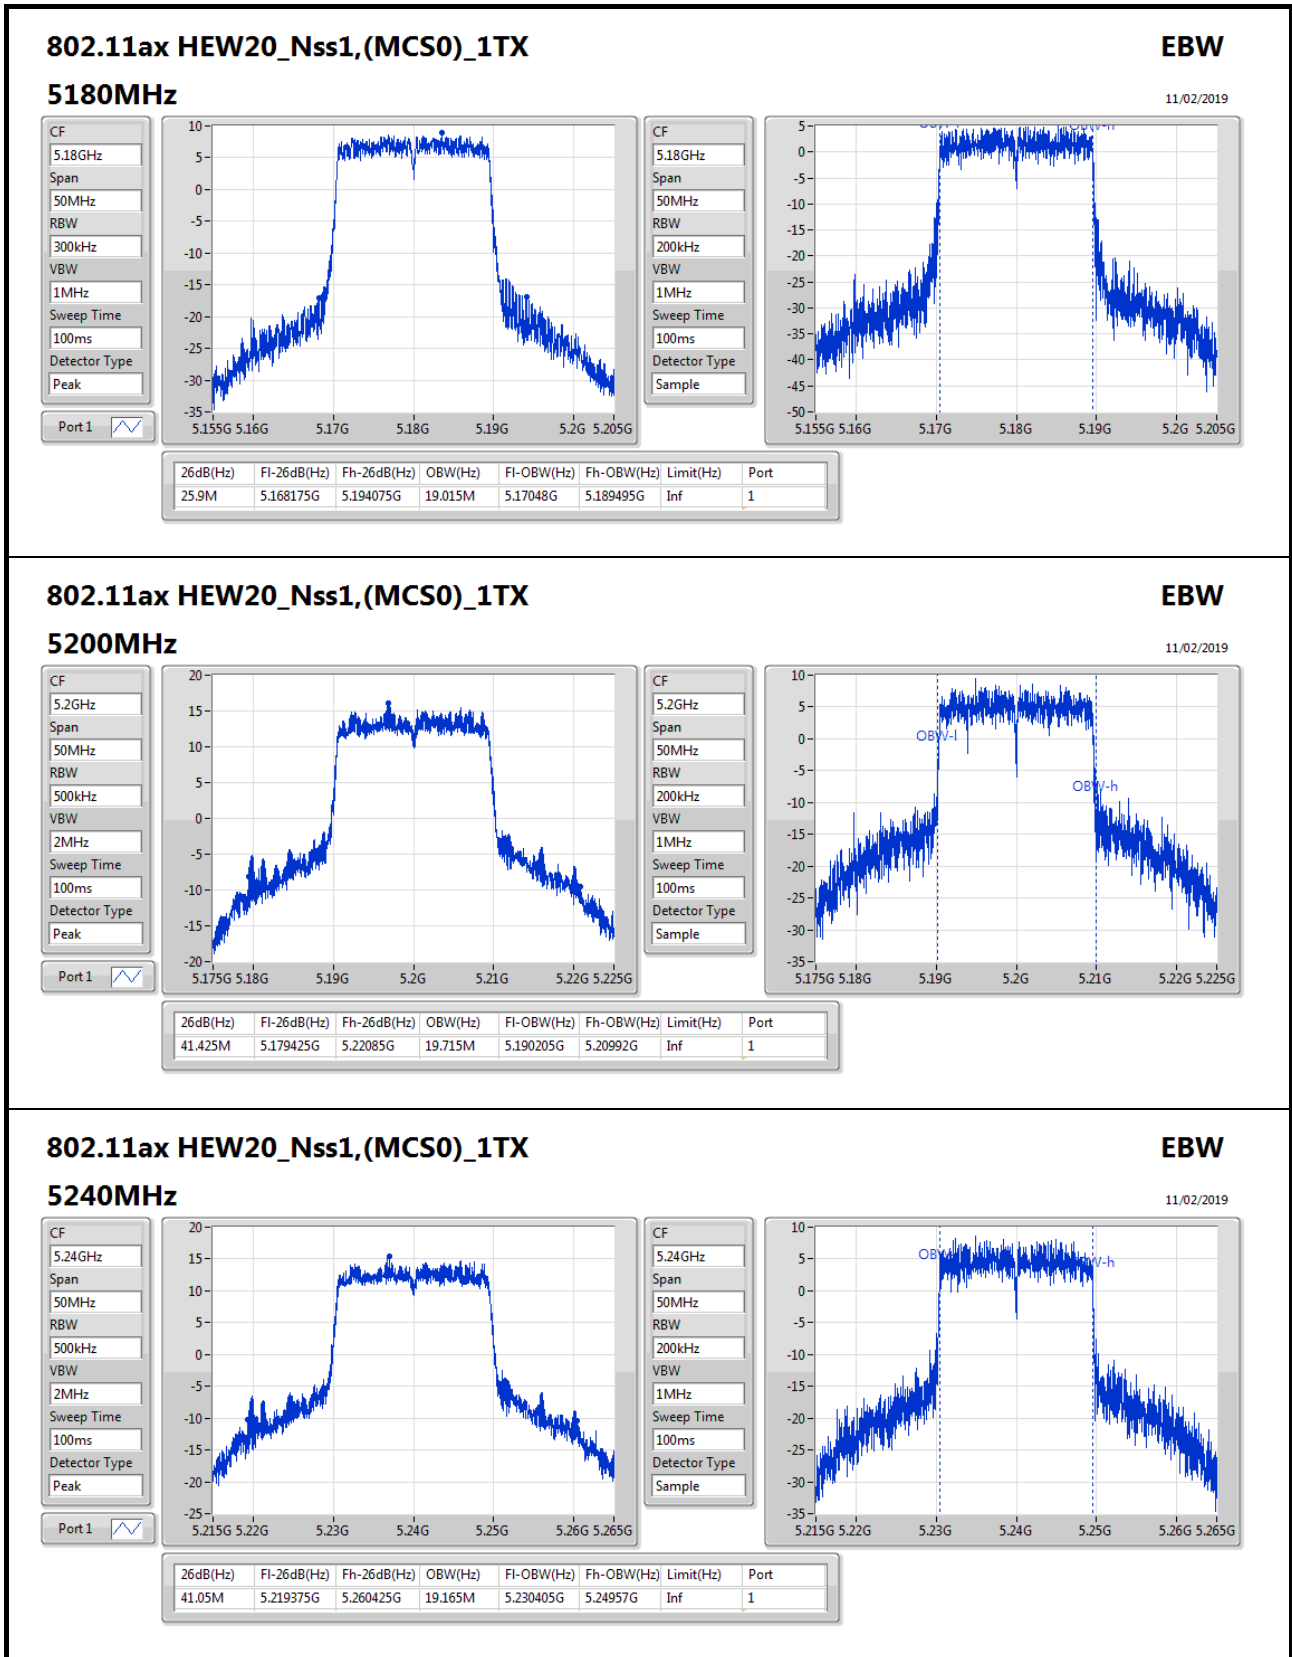 802.11ax HEW20_Nss1,(MCS0)_1TX
EBW
5180MHz
11/02/2019
CF
5.18GHz
Span
50MHz
RBW
300kHz
VBW
1MHz
Sweep Time
100ms
Detector Type
Peak
Port 1
10
5
0
-5
-10
-15
-20
-25
-30
-35
5.155G 5.16G 5.17G 5.18G 5.19G 5.2G 5.205G
CF
5.18GHz
Span
50MHz
RBW
200kHz
VBW
1MHz
Sweep Time
100ms
Detector Type
Sample
5
0
-5
-10
-15
-20
-25
-30
-35
-40
-45
-50
5.155G 5.16G 5.17G 5.18G 5.19G 5.2G 5.205G
26dB(Hz) Fl-26dB(Hz) Fh-26dB(Hz) OBW(Hz) Fl-OBW(Hz) Fh-OBW(Hz) Limit(Hz) Port
25.9M 5.168175G 5.194075G 19.015M 5.17048G 5.189495G Inf 1
802.11ax HEW20_Nss1,(MCS0)_1TX
EBW
5200MHz
11/02/2019
CF
5.2GHz
Span
50MHz
RBW
500kHz
VBW
2MHz
Sweep Time
100ms
Detector Type
Peak
Port 1
20
15
10
5
0
-5
-10
-15
-20
5.175G 5.18G 5.19G 5.2G 5.21G 5.22G 5.225G
CF
5.2GHz
Span
50MHz
RBW
200kHz
VBW
1MHz
Sweep Time
100ms
Detector Type
Sample
10
5
0
-5
-10
-15
-20
-25
-30
-35
OBW-l
OBW-h
5.175G 5.18G 5.19G 5.2G 5.21G 5.22G 5.225G
26dB(Hz) Fl-26dB(Hz) Fh-26dB(Hz) OBW(Hz) Fl-OBW(Hz) Fh-OBW(Hz) Limit(Hz) Port
41.425M 5.179425G 5.22085G 19.715M 5.190205G 5.20992G Inf 1
802.11ax HEW20_Nss1,(MCS0)_1TX
EBW
5240MHz
11/02/2019
CF
5.24GHz
Span
50MHz
RBW
500kHz
VBW
2MHz
Sweep Time
100ms
Detector Type
Peak
Port 1
20
15
10
5
0
-5
-10
-15
-20
-25
5.215G 5.22G 5.23G 5.24G 5.25G 5.26G 5.265G
CF
5.24GHz
Span
50MHz
RBW
200kHz
VBW
1MHz
Sweep Time
100ms
Detector Type
Sample
10
5
0
-5
-10
-15
-20
-25
-30
-35
5.215G 5.22G 5.23G 5.24G 5.25G 5.26G 5.265G
26dB(Hz) Fl-26dB(Hz) Fh-26dB(Hz) OBW(Hz) Fl-OBW(Hz) Fh-OBW(Hz) Limit(Hz) Port
41.05M 5.219375G 5.260425G 19.165M 5.230405G 5.24957G Inf 1